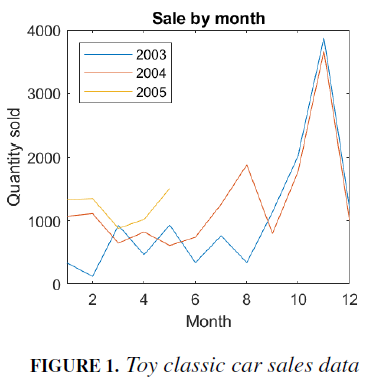 Sale by month
4000
3000
2000
1000
0
Quantity sold
2003
2004
2005
2 4 6 8 10 12
Month
FIGURE 1. Toy classic car sales data